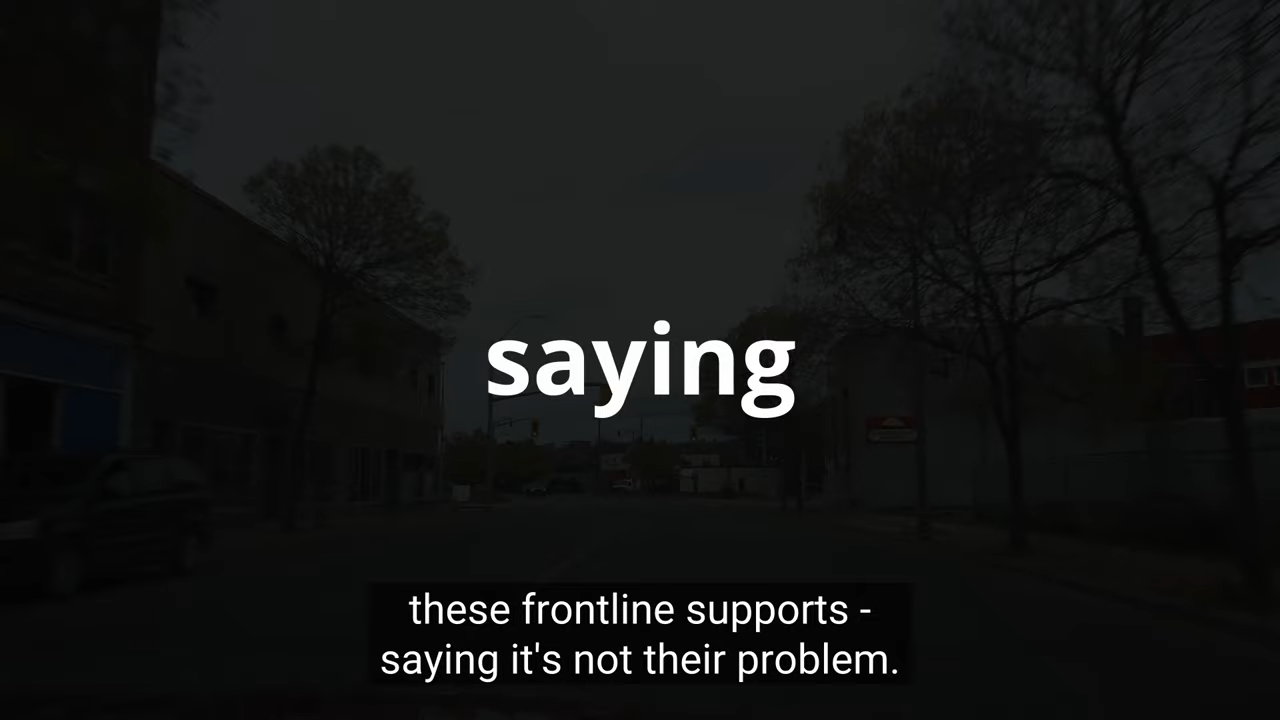 saying
these frontline supports -
saying it's not their problem.